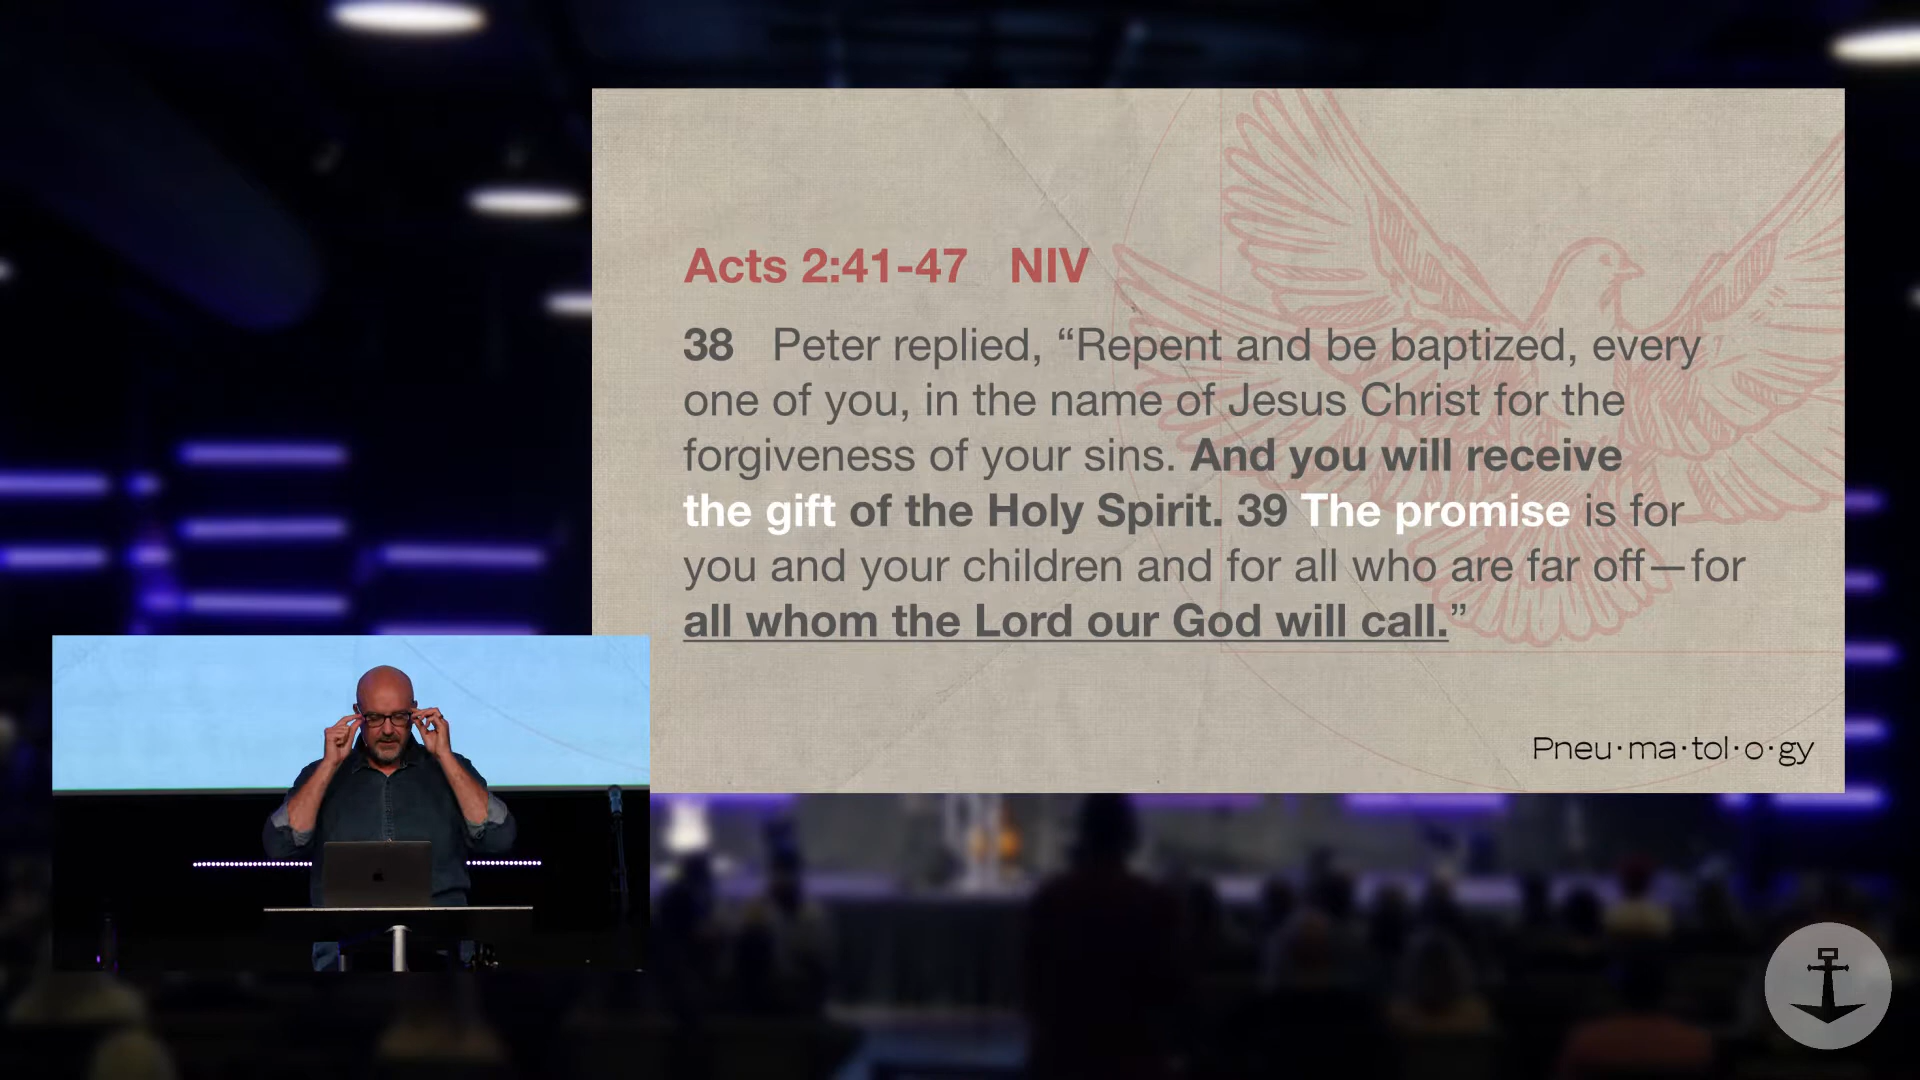 Acts 2:41-47 NIV
38 Peter replied, “Repent and be baptized, every
one of you, in the name of Jesus Christ for the
forgiveness of your sins. And you will receive
the gift of the Holy Spirit. 39 The promise is for
you and your children and for all who are far off—for
all whom the Lord our God will call.”
Pneu·ma·tol·o·gy